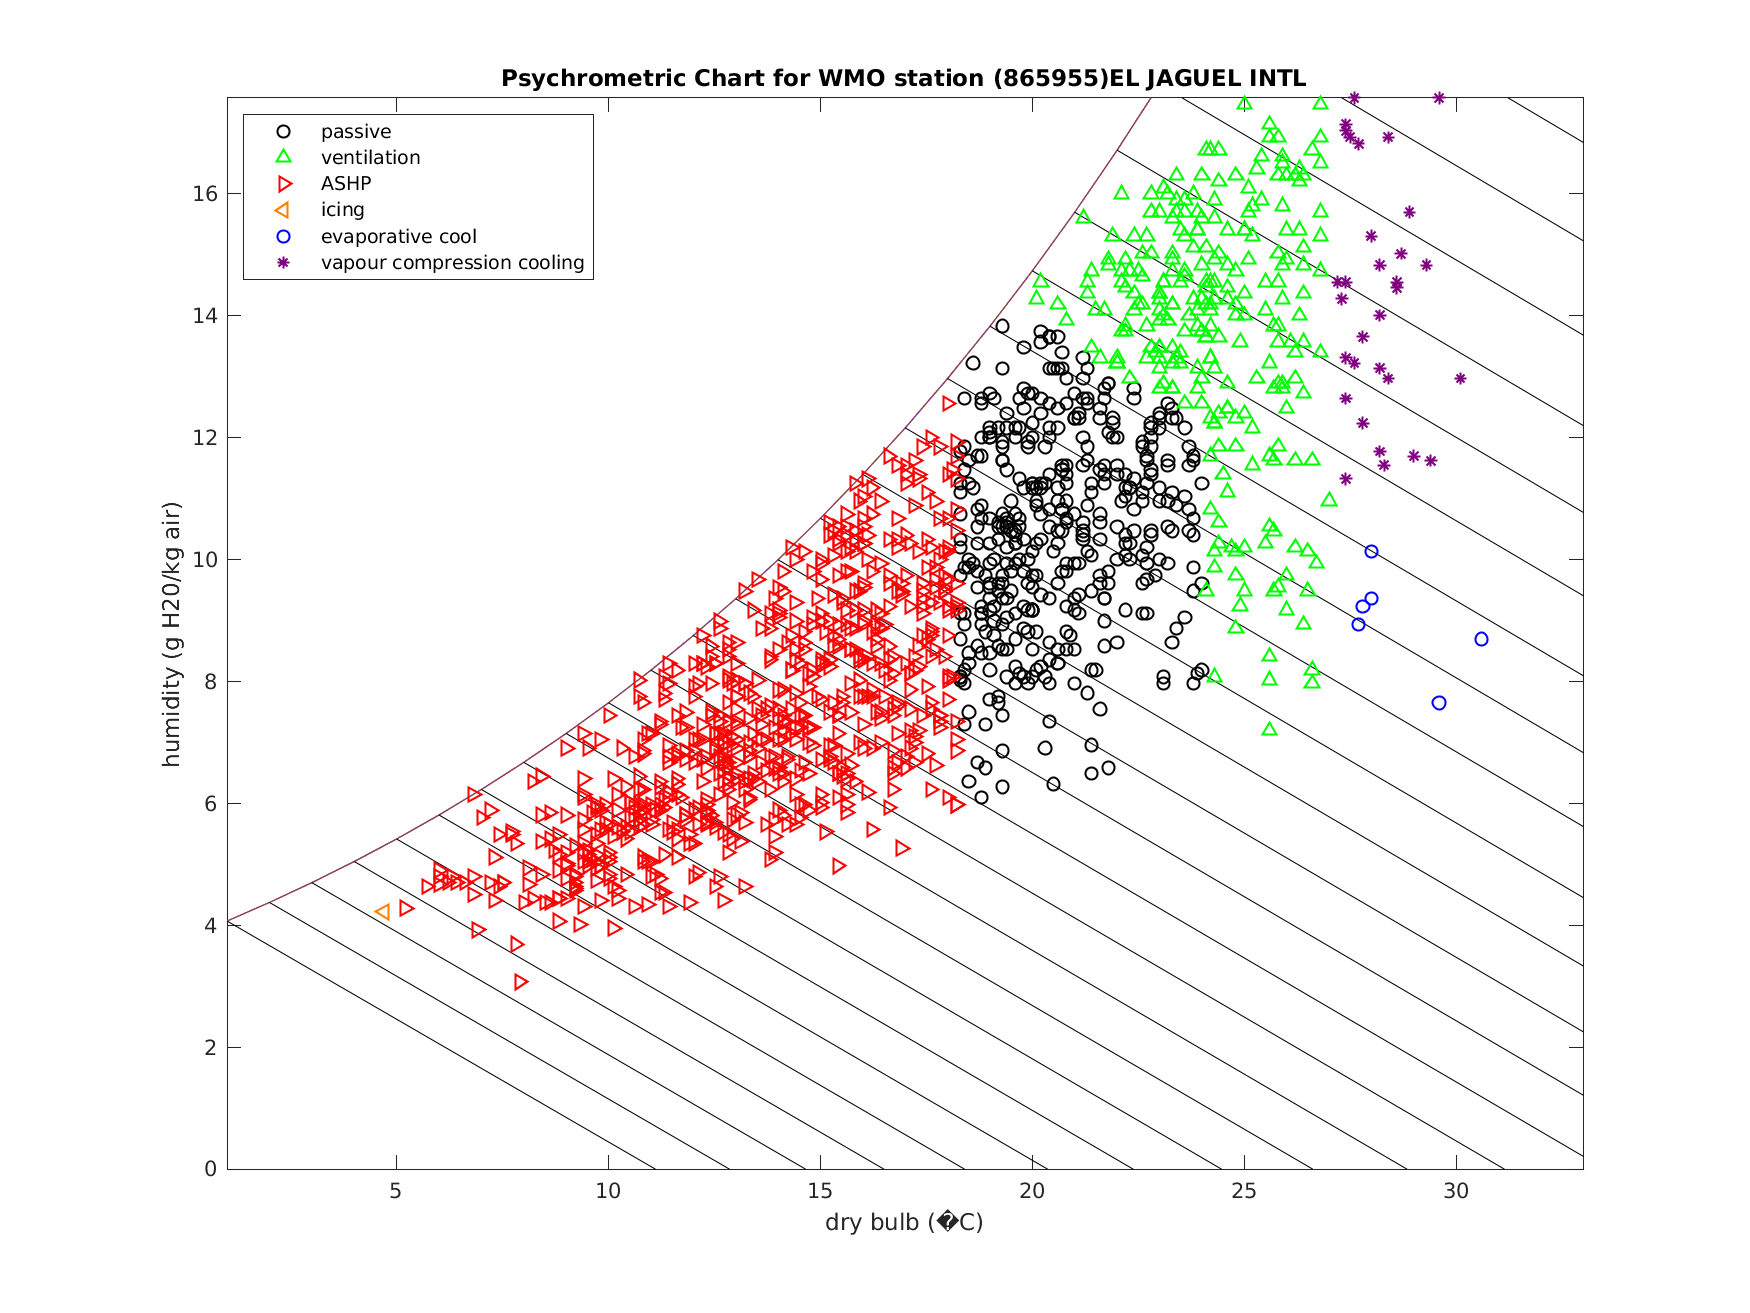 Psychrometric Chart for WMO station (865955)EL JAGUEL INTL
passive
ventilation
ASHP
icing
evaporative cool
vapour compression cooling
humidity (g H20/kg air)
16
14
12
10
8
6
4
2
0
5 10 15 20 25 30
dry bulb (�C)